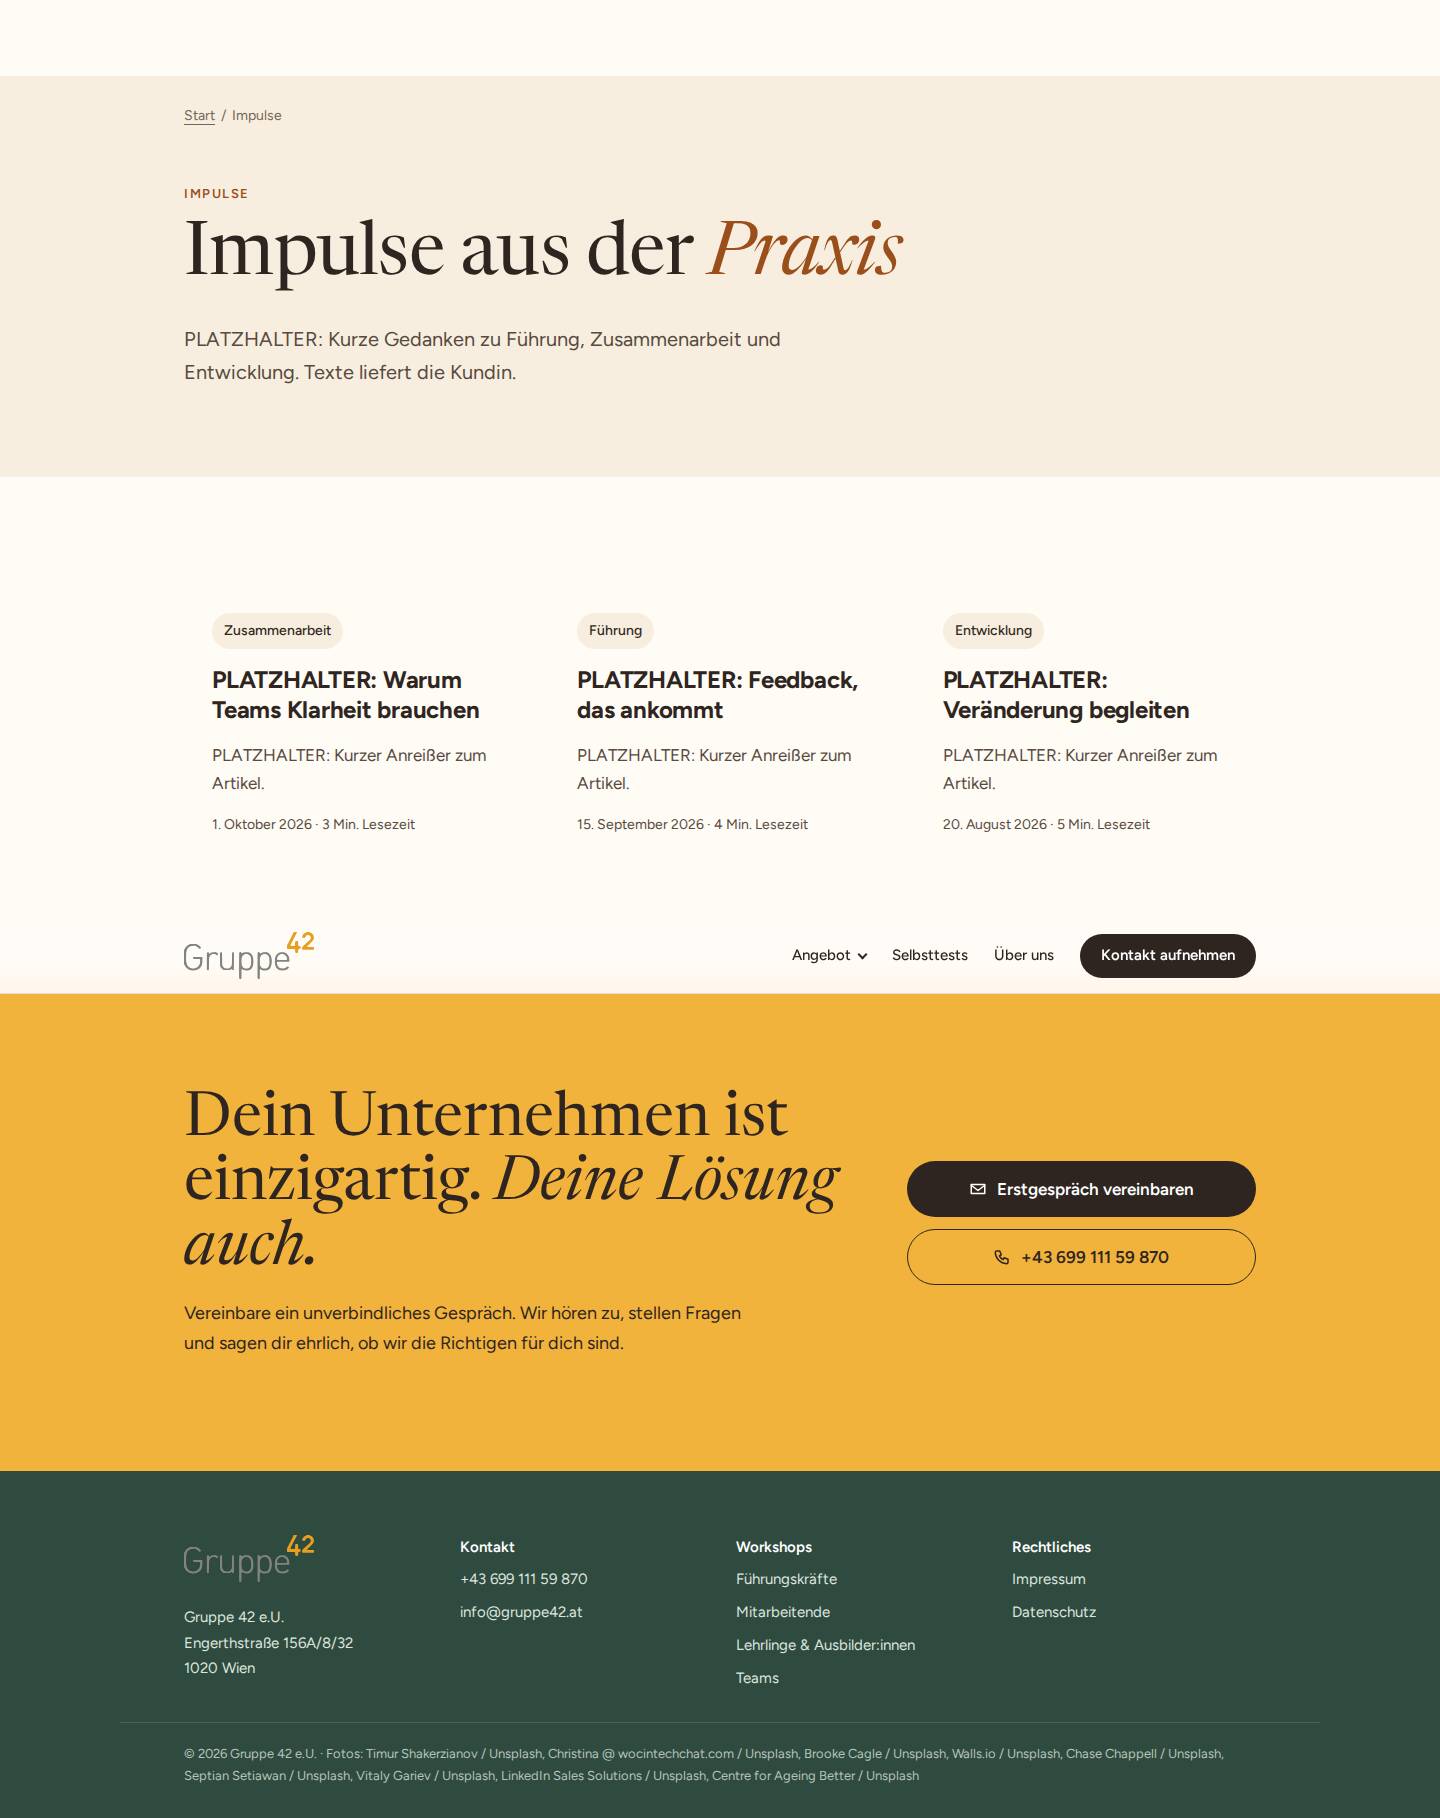 Start / Impulse
IMPULSE
Impulse aus der Praxis
PLATZHALTER: Kurze Gedanken zu Führung, Zusammenarbeit und
Entwicklung. Texte liefert die Kundin.
Zusammenarbeit
PLATZHALTER: Warum
Teams Klarheit brauchen
PLATZHALTER: Kurzer Anreißer zum
Artikel.
1. Oktober 2026 · 3 Min. Lesezeit
Führung
PLATZHALTER: Feedback,
das ankommt
PLATZHALTER: Kurzer Anreißer zum
Artikel.
15. September 2026 · 4 Min. Lesezeit
Entwicklung
PLATZHALTER:
Veränderung begleiten
PLATZHALTER: Kurzer Anreißer zum
Artikel.
20. August 2026 · 5 Min. Lesezeit
Gruppe 42
Angebot
Selbsttests
Über uns
Kontakt aufnehmen
Dein Unternehmen ist
einzigartig. Deine Lösung
auch.
Vereinbare ein unverbindliches Gespräch. Wir hören zu, stellen Fragen
und sagen dir ehrlich, ob wir die Richtigen für dich sind.
Erstgespräch vereinbaren
+43 699 111 59 870
Gruppe 42
Gruppe 42 e.U.
Engerthstraße 156A/8/32
1020 Wien
Kontakt
+43 699 111 59 870
info@gruppe42.at
Workshops
Führungskräfte
Mitarbeitende
Lehrlinge & Ausbilder:innen
Teams
Rechtliches
Impressum
Datenschutz
© 2026 Gruppe 42 e.U. · Fotos: Timur Shakerzianov / Unsplash, Christina @ wocintechchat.com / Unsplash, Brooke Cagle / Unsplash, Walls.io / Unsplash, Chase Chappell / Unsplash,
Septian Setiawan / Unsplash, Vitaly Gariev / Unsplash, LinkedIn Sales Solutions / Unsplash, Centre for Ageing Better / Unsplash